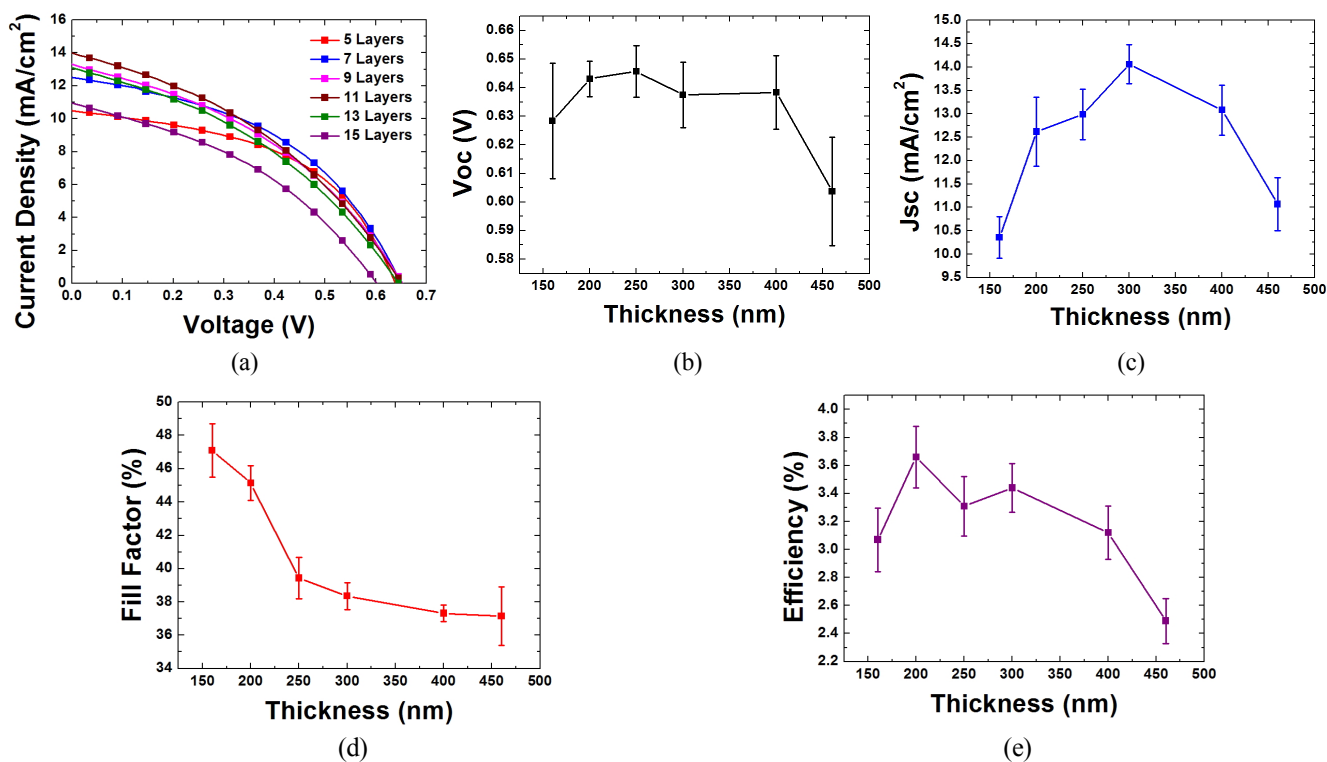 Current Density (mA/cm²)
14
12
10
8
6
4
2
0
0.0 0.1 0.2 0.3 0.4 0.5 0.6 0.7
Voltage (V)
5 Layers
7 Layers
9 Layers
11 Layers
13 Layers
15 Layers
(a)
Voc (V)
0.66
0.65
0.64
0.63
0.62
0.61
0.60
0.59
0.58
150 200 250 300 350 400 450 500
Thickness (nm)
(b)
Jsc (mA/cm²)
15.0
14.5
14.0
13.5
13.0
12.5
12.0
11.5
11.0
10.5
10.0
9.5
150 200 250 300 350 400 450 500
Thickness (nm)
(c)
Fill Factor (%)
50
48
46
44
42
40
38
36
34
150 200 250 300 350 400 450 500
Thickness (nm)
(d)
Efficiency (%)
4.0
3.8
3.6
3.4
3.2
3.0
2.8
2.6
2.4
2.2
150 200 250 300 350 400 450 500
Thickness (nm)
(e)